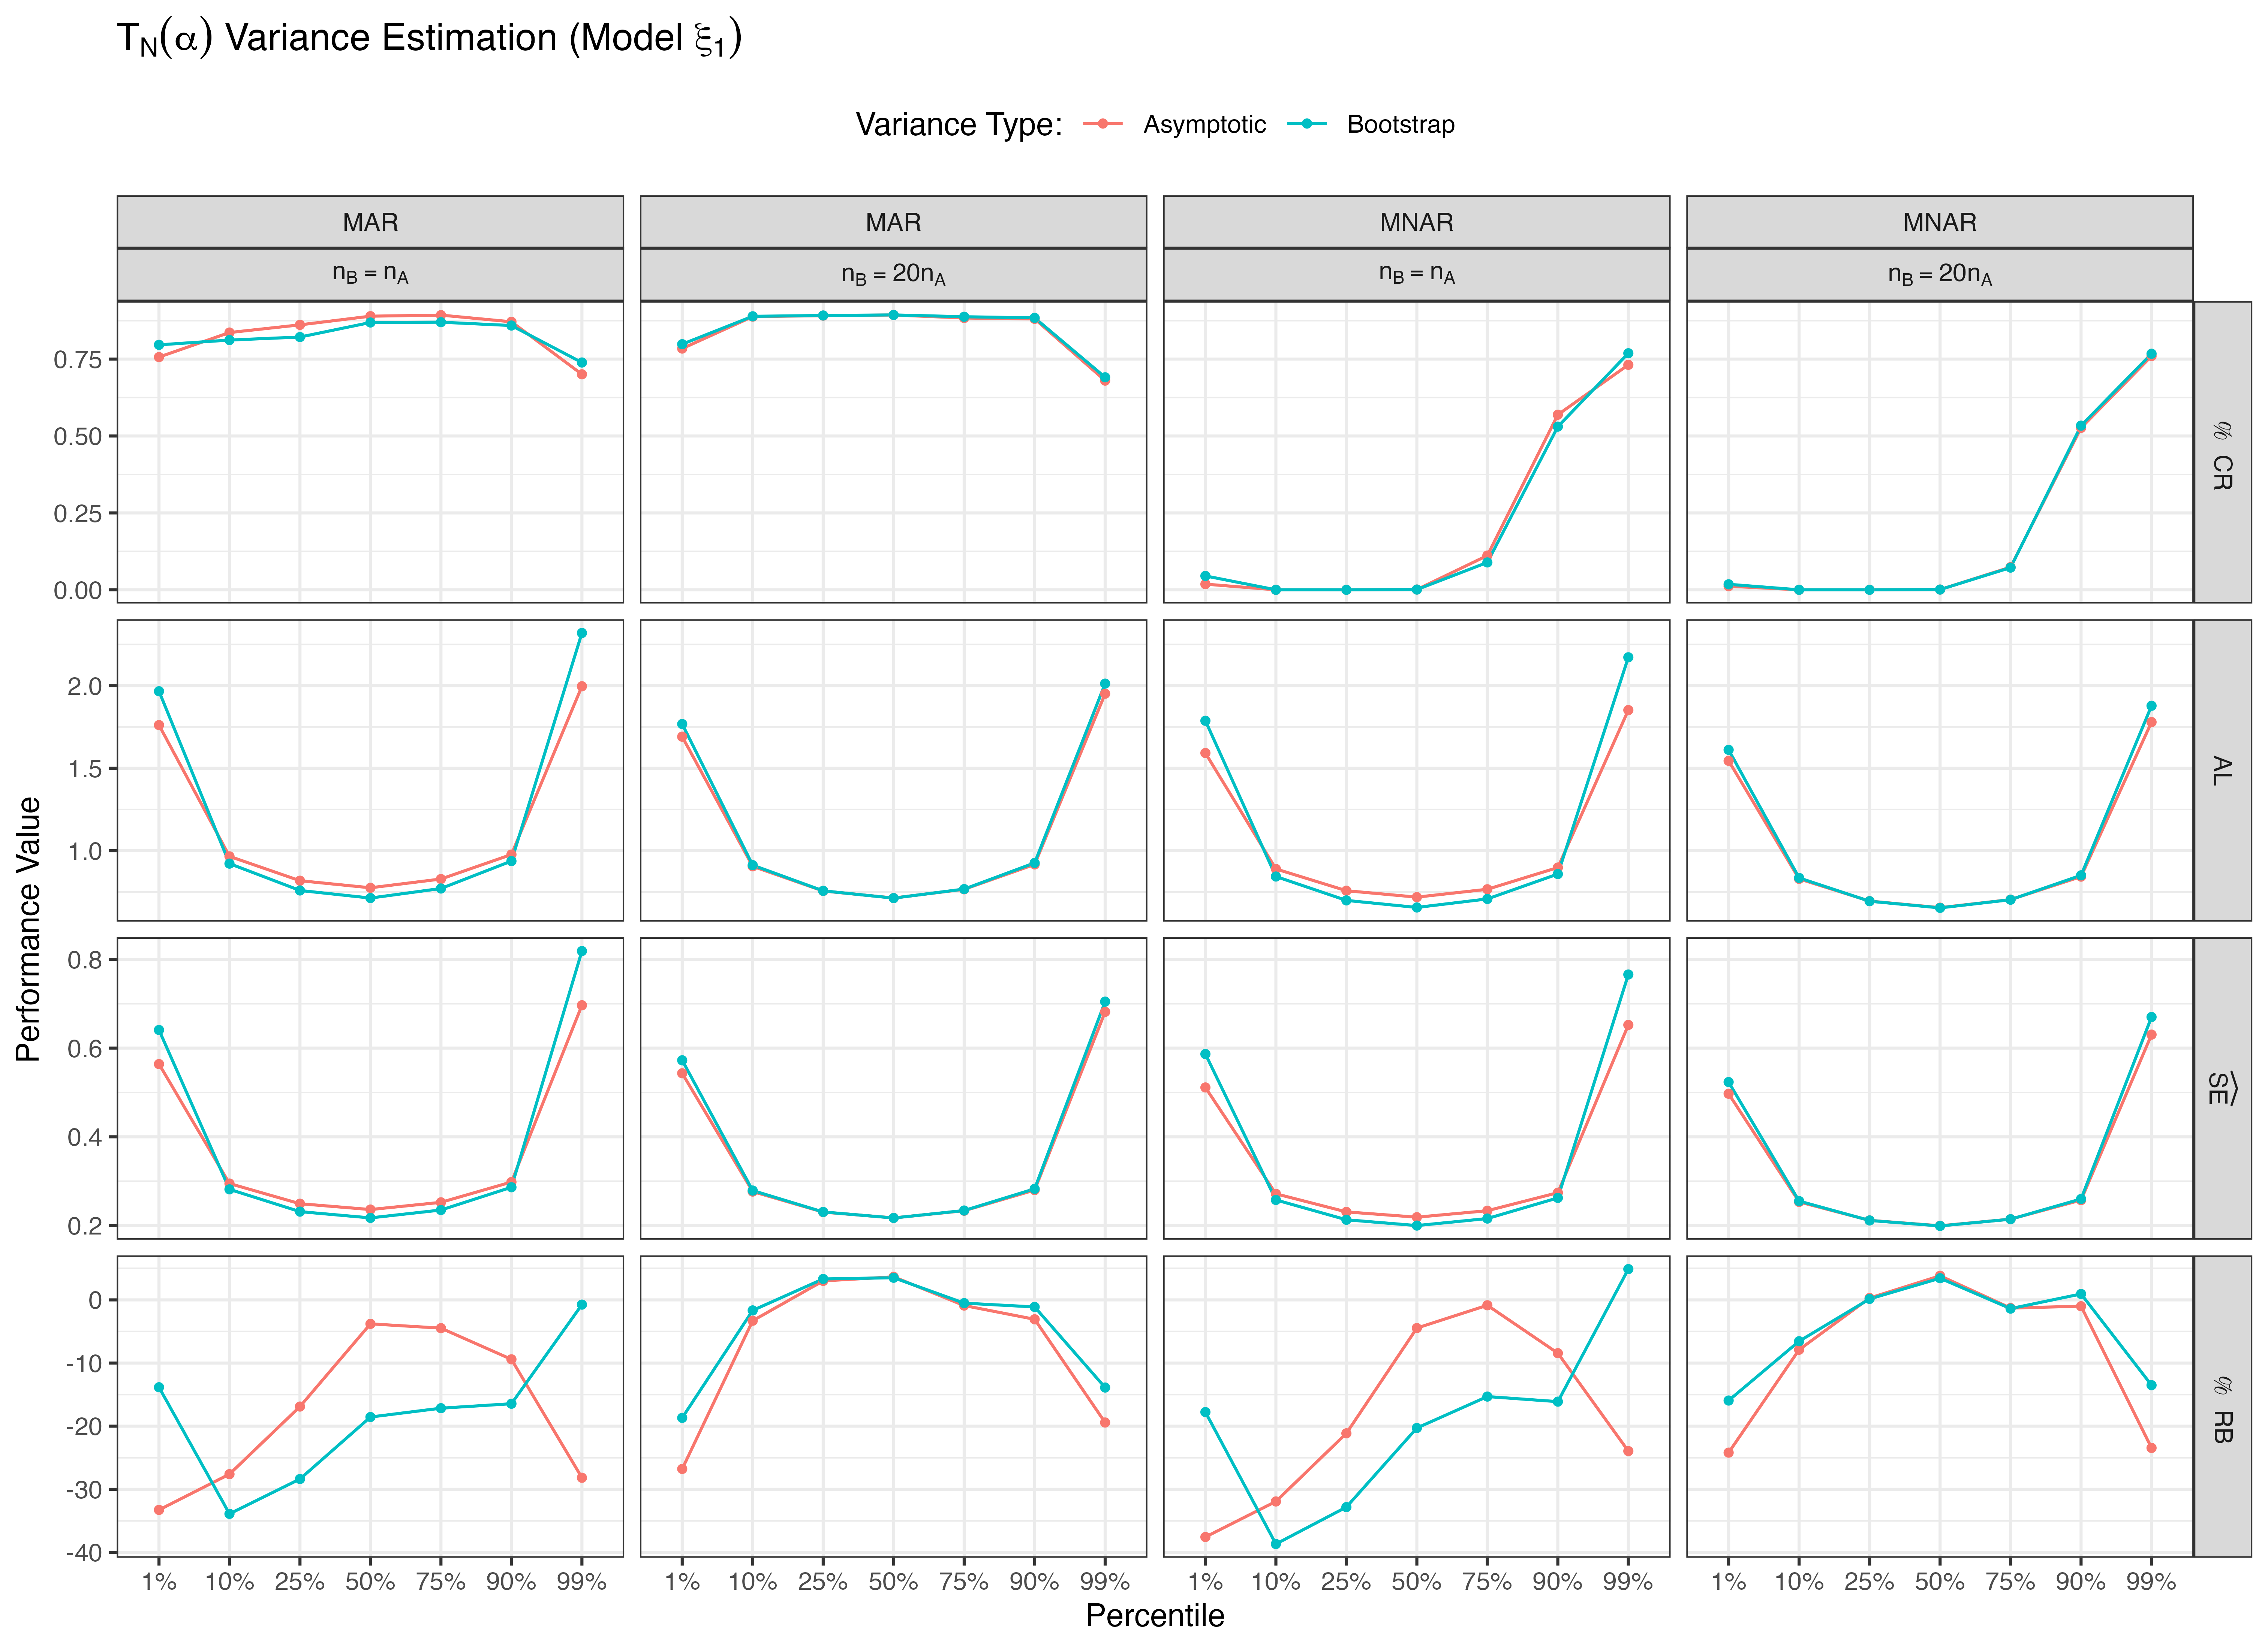 T_N(α) Variance Estimation (Model ξ_1)
Variance Type: Asymptotic Bootstrap
MAR MAR MNAR MNAR
n_B = n_A n_B = 20n_A n_B = n_A n_B = 20n_A
% CR
0.75
0.50
0.25
0.00
AL
2.0
1.5
1.0
Performance Value
ŜE
0.8
0.6
0.4
0.2
% RB
0
-10
-20
-30
-40
1% 10% 25% 50% 75% 90% 99% 1% 10% 25% 50% 75% 90% 99% 1% 10% 25% 50% 75% 90% 99% 1% 10% 25% 50% 75% 90% 99%
Percentile